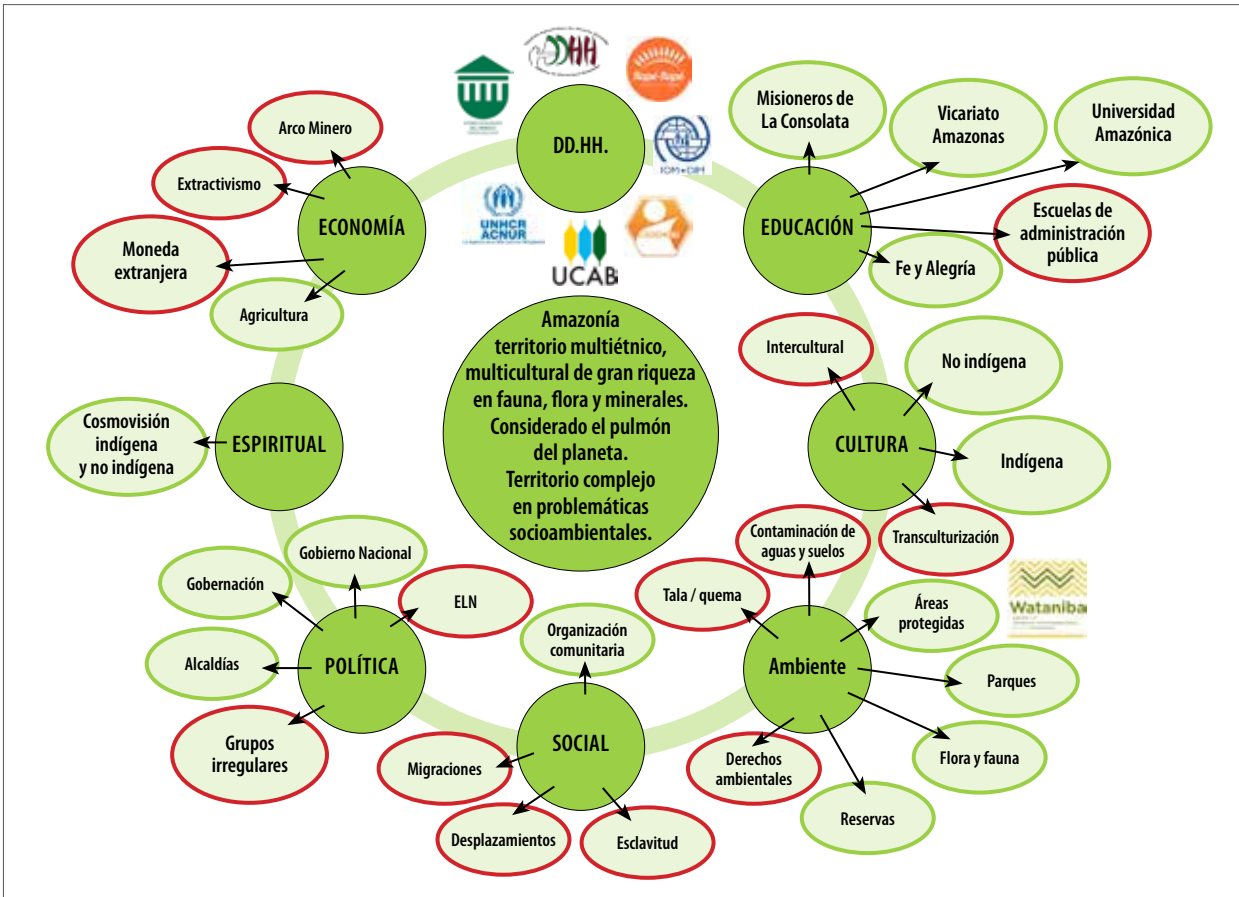 DDHH
DD.HH.
IOM • OIM
UNHCR
ACNUR
UCAB
ECONOMÍA
Arco Minero
Extractivismo
Moneda
extranjera
Agricultura
EDUCACIÓN
Misioneros de
La Consolata
Vicariato
Amazonas
Universidad
Amazónica
Escuelas de
administración
pública
Fe y Alegría
Amazonía
territorio multiétnico,
multicultural de gran riqueza
en fauna, flora y minerales.
Considerado el pulmón
del planeta.
Territorio complejo
en problemáticas
socioambientales.
ESPIRITUAL
Cosmovisión
indígena
y no indígena
CULTURA
Intercultural
No indígena
Indígena
Transculturización
POLÍTICA
Gobierno Nacional
Gobernación
ELN
Alcaldías
Grupos
irregulares
SOCIAL
Organización
comunitaria
Migraciones
Desplazamientos
Esclavitud
Ambiente
Contaminación de
aguas y suelos
Tala / quema
Áreas
protegidas
Wataniba
Parques
Flora y fauna
Reservas
Derechos
ambientales